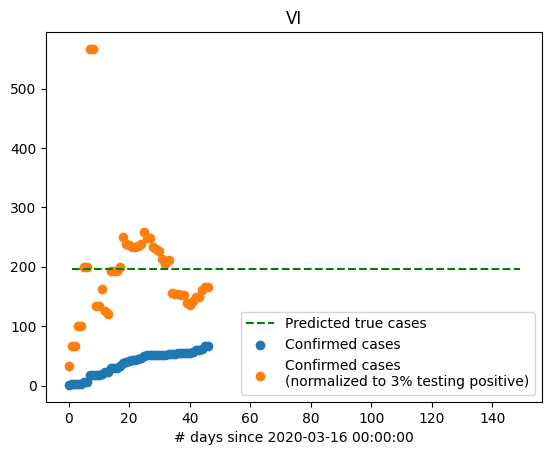 VI
500
400
300
200
100
0
0 20 40 60 80 100 120 140
# days since 2020-03-16 00:00:00
Predicted true cases
Confirmed cases
Confirmed cases
(normalized to 3% testing positive)